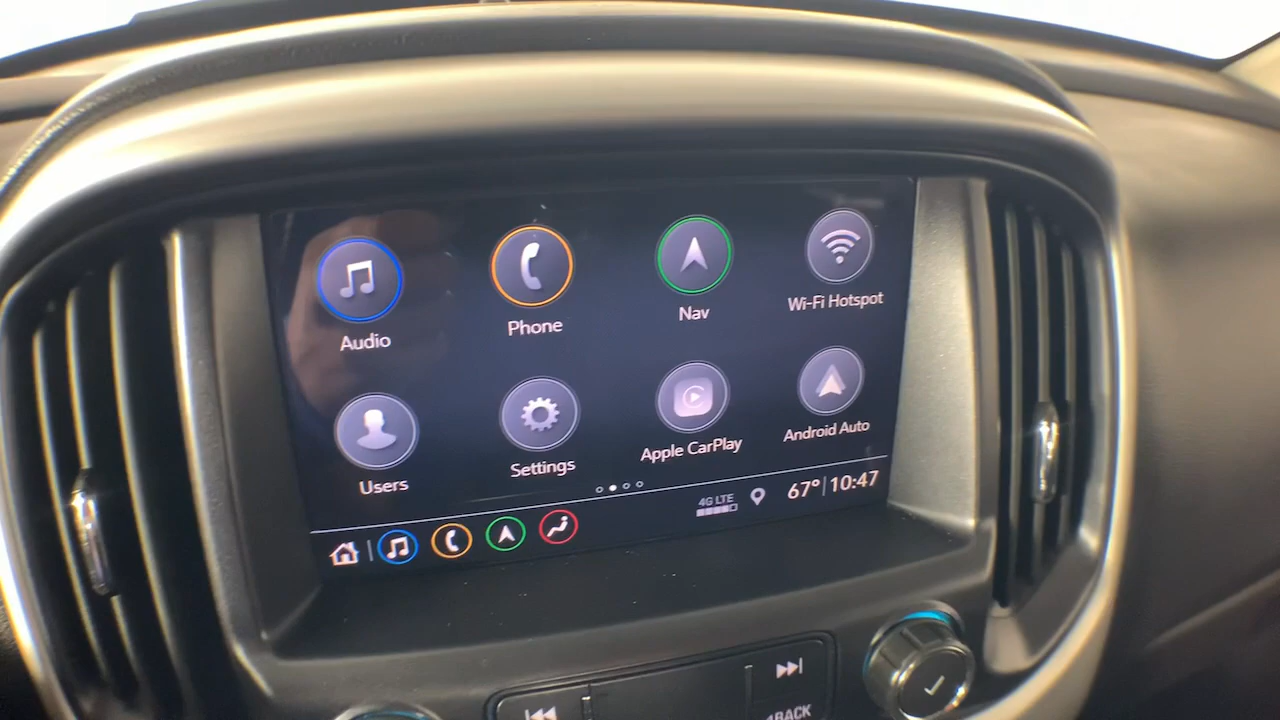 Audio
Phone
Nav
Wi-Fi Hotspot
Users
Settings
Apple CarPlay
Android Auto
4G LTE
67° | 10:47
BACK